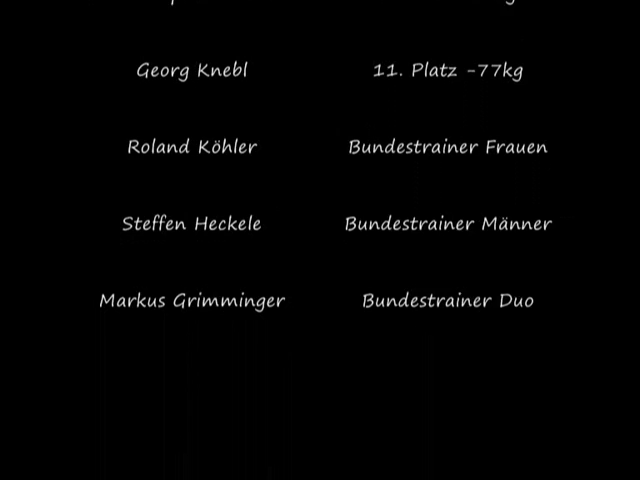 Georg Knebl 11. Platz -77kg
Roland Köhler Bundestrainer Frauen
Steffen Heckele Bundestrainer Männer
Markus Grimminger Bundestrainer Duo